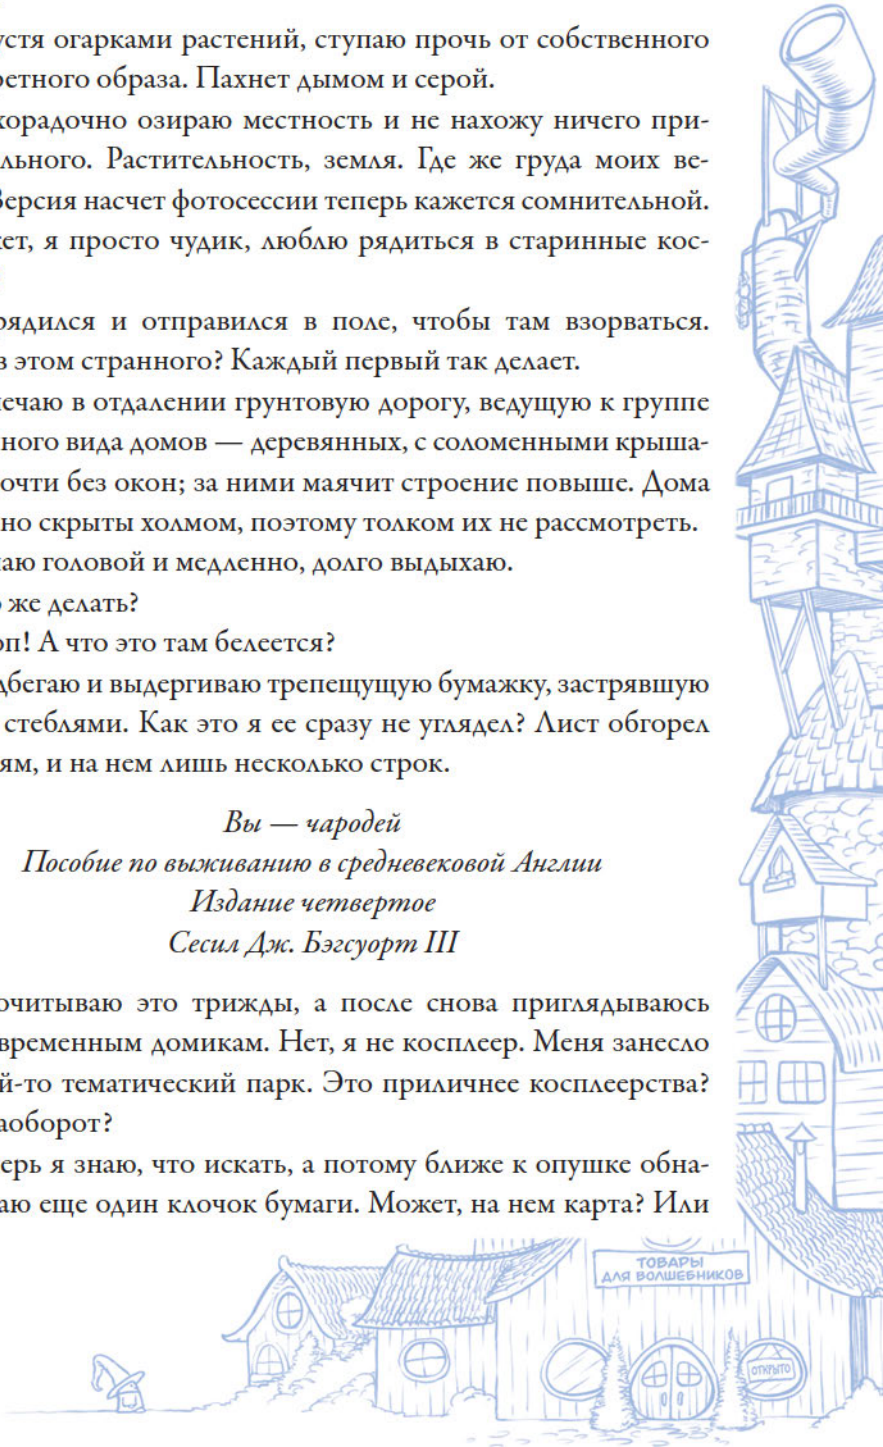 устя огарками растений, ступаю прочь от собственного
ретного образа. Пахнет дымом и серой.
хорадочно озираю местность и не нахожу ничего при-
льного. Растительность, земля. Где же груда моих ве-
Версия насчет фотосессии теперь кажется сомнительной.
ет, я просто чудик, люблю рядиться в старинные кос-
рядился и отправился в поле, чтобы там взорваться.
в этом странного? Каждый первый так делает.
ечаю в отдалении грунтовую дорогу, ведущую к группе
ного вида домов — деревянных, с соломенными крыша-
очти без окон; за ними маячит строение повыше. Дома
но скрыты холмом, поэтому толком их не рассмотреть.
аю головой и медленно, долго выдыхаю.
о же делать?
оп! А что это там белеется?
дбегаю и выдергиваю трепещущую бумажку, застрявшую
стеблями. Как это я ее сразу не углядел? Лист обгорел
ям, и на нем лишь несколько строк.
Вы — чародей
Пособие по выживанию в средневековой Англии
Издание четвертое
Сесил Дж. Бэгсуорт III
очитываю это трижды, а после снова приглядываюсь
временным домикам. Нет, я не косплеер. Меня занесло
й-то тематический парк. Это приличнее косплеерства?
аоборот?
ерь я знаю, что искать, а потому ближе к опушке обна-
аю еще один клочок бумаги. Может, на нем карта? Или
ТОВАРЫ
ДЛЯ ВОЛШЕБНИКОВ
ОТКРЫТО